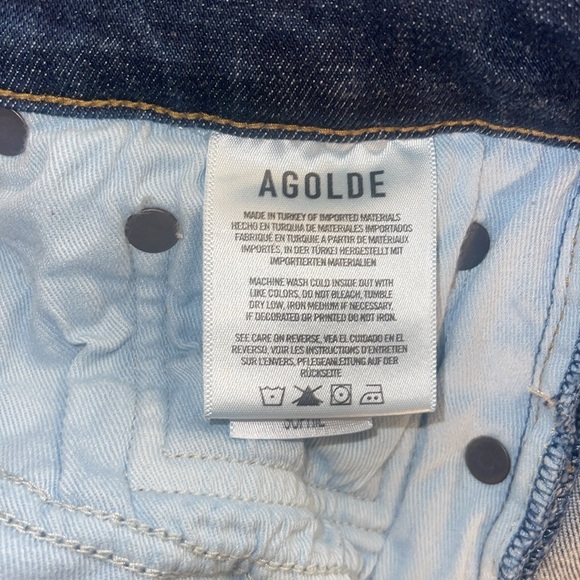 AGOLDE
MADE IN TURKEY OF IMPORTED MATERIALS
HECHO EN TURQUIA DE MATERIALES IMPORTADOS
FABRIQUÉ EN TURQUIE A PARTIR DE MATÉRIAUX
IMPORTÉS, IN DER TÜRKEI HERGESTELLT MIT
IMPORTIERTEN MATERIALIEN
MACHINE WASH COLD INSIDE OUT WITH
LIKE COLORS, DO NOT BLEACH, TUMBLE
DRY LOW, IRON MEDIUM IF NECESSARY,
IF DECORATED OR PRINTED DO NOT IRON.
SEE CARE ON REVERSE, VEA EL CUIDADO EN EL
REVERSO, VOIR LES INSTRUCTIONS D'ENTRETIEN
SUR L'ENVERS, PFLEGEANLEITUNG AUF DER
RÜCKSEITE